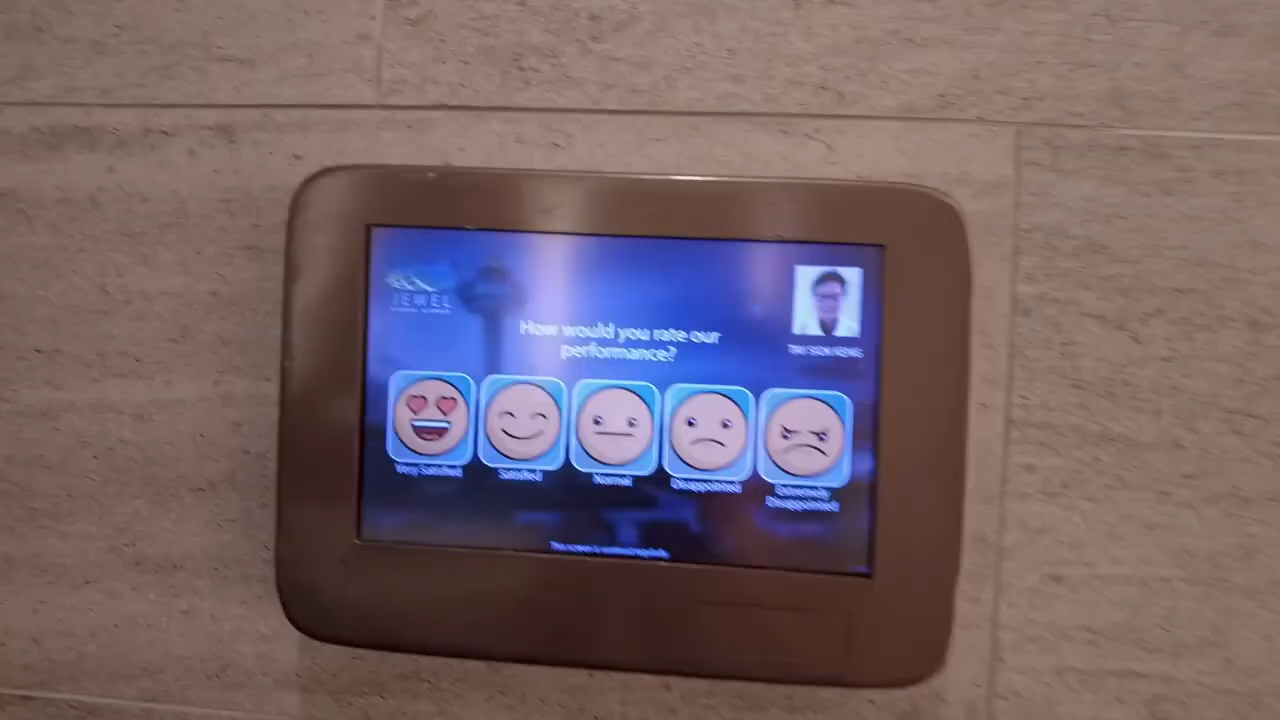 JEWEL
How would you rate our
performance?
Very Satisfied
Satisfied
Normal
Disappointed
Extremely
Disappointed